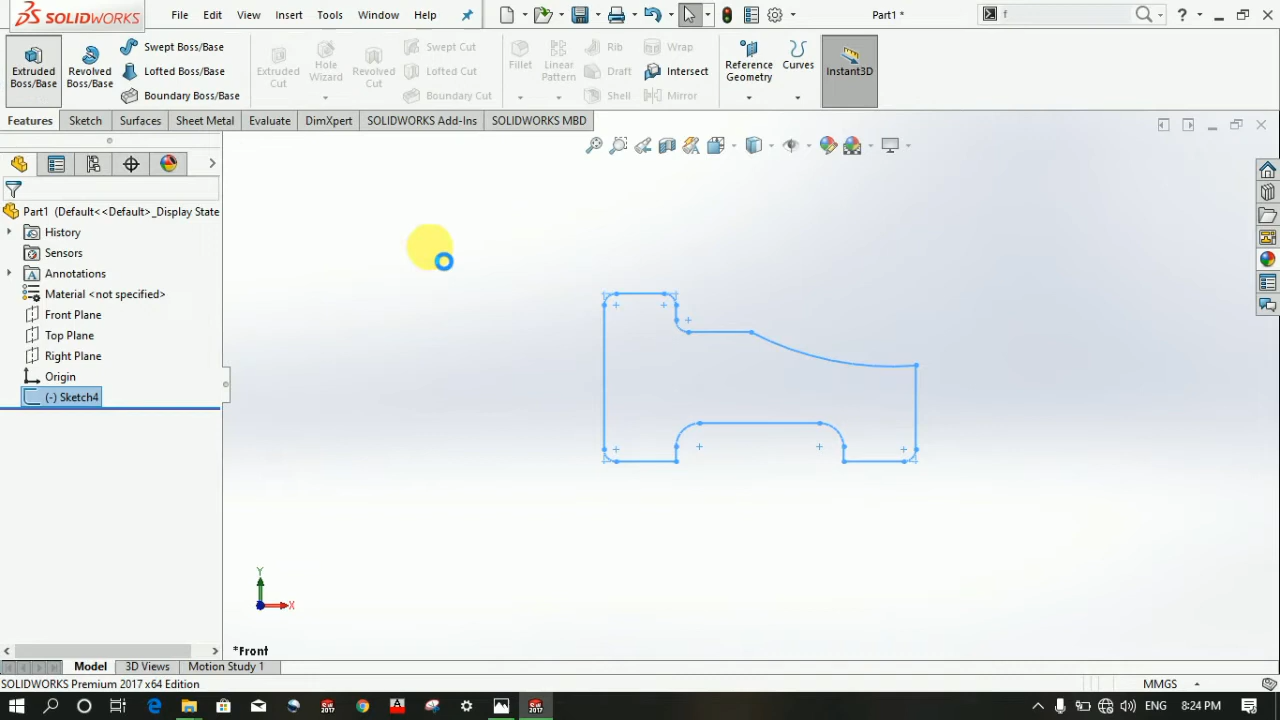 SOLIDWORKS
File Edit View Insert Tools Window Help
Part1 *
f
Extruded Boss/Base
Revolved Boss/Base
Swept Boss/Base
Lofted Boss/Base
Boundary Boss/Base
Extruded Cut
Hole Wizard
Revolved Cut
Swept Cut
Lofted Cut
Boundary Cut
Fillet
Linear Pattern
Rib
Draft
Shell
Wrap
Intersect
Mirror
Reference Geometry
Curves
Instant3D
Features Sketch Surfaces Sheet Metal Evaluate DimXpert SOLIDWORKS Add-Ins SOLIDWORKS MBD
Part1 (Default<<Default>_Display State
History
Sensors
Annotations
Material <not specified>
Front Plane
Top Plane
Right Plane
Origin
(-) Sketch4
Y
X
*Front
Model 3D Views Motion Study 1
SOLIDWORKS Premium 2017 x64 Edition
MMGS
ENG 8:24 PM